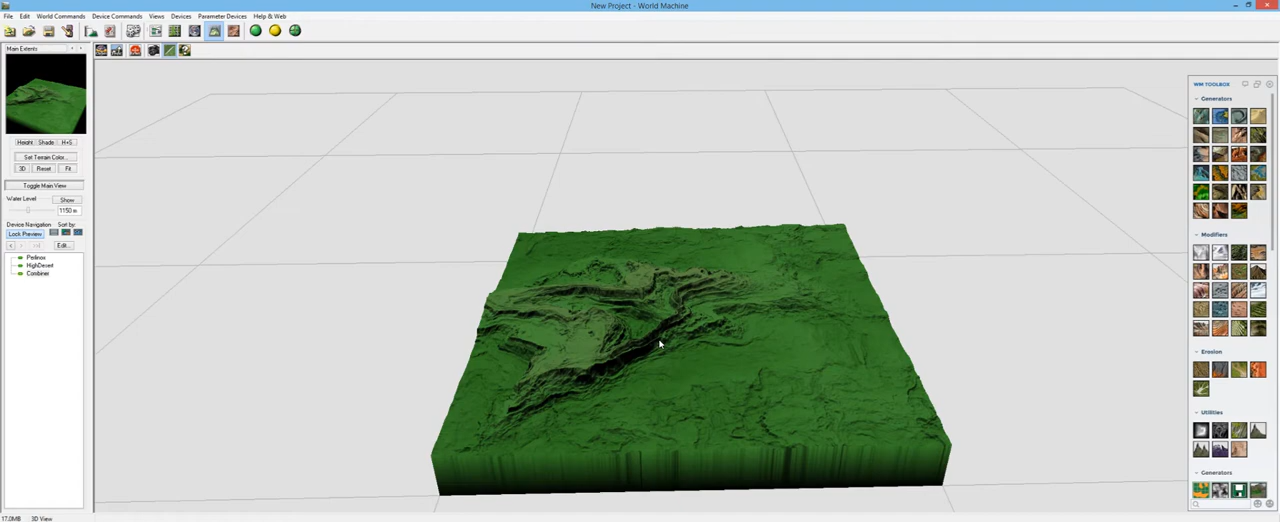 New Project - World Machine
File Edit World Commands Device Commands Views Devices Parameter Devices Help & Web
Main Extents
Height Shade H+S
Set Terrain Color...
3D Reset Fit
Toggle Main View
Water Level Show
1150 m
Device Navigation Sort by:
Lock Preview
Edit...
Perlinox
HighDesert
Combiner
WM TOOLBOX
Generators
Modifiers
Erosion
Utilities
Generators
17.0MB 3D View